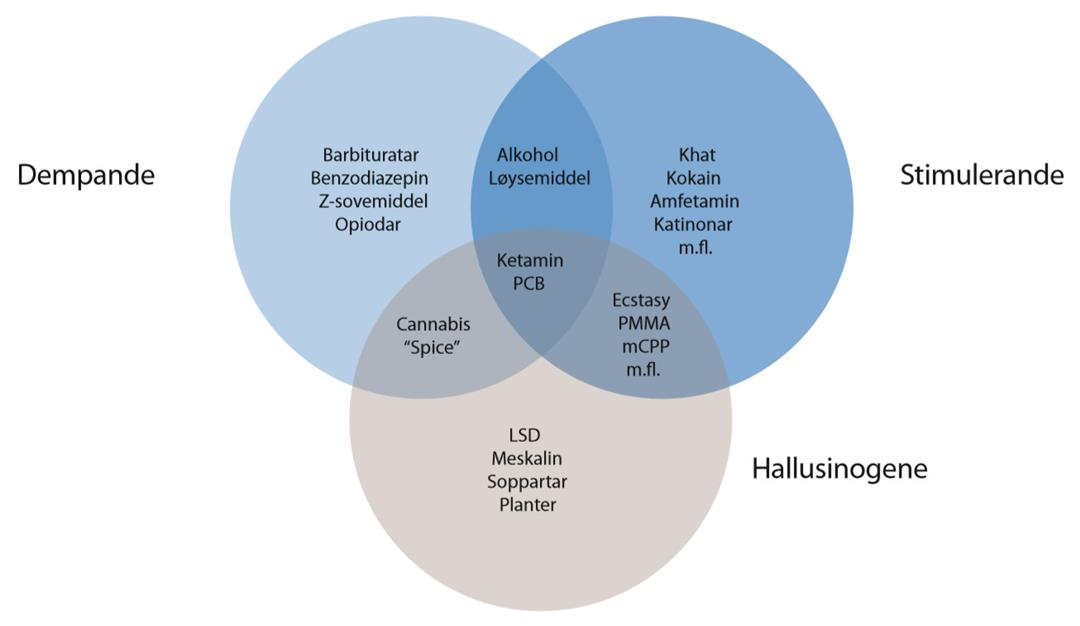 Dempande
Stimulerande
Hallusinogene
Barbituratar
Benzodiazepin
Z-sovemiddel
Opiodar
Alkohol
Løysemiddel
Khat
Kokain
Amfetamin
Katinonar
m.fl.
Ketamin
PCB
Cannabis
"Spice"
Ecstasy
PMMA
mCPP
m.fl.
LSD
Meskalin
Soppartar
Planter